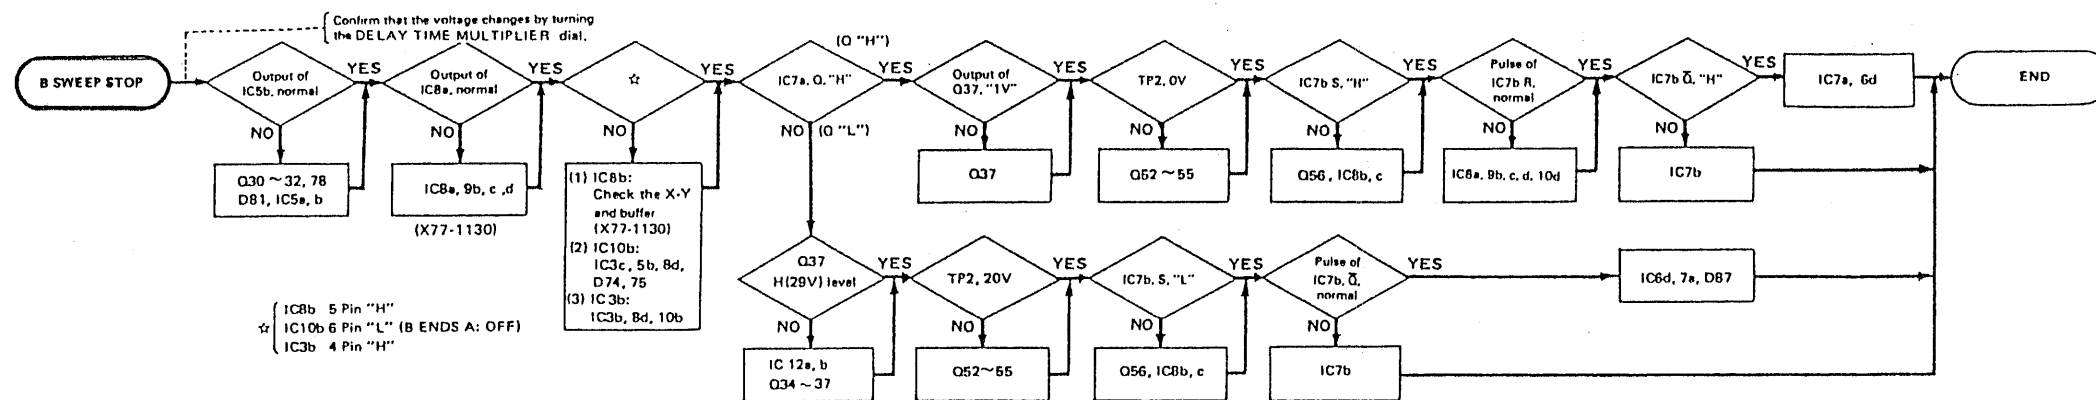 Confirm that the voltage changes by turning
the DELAY TIME MULTIPLIER dial.
B SWEEP STOP
Output of
IC5b, normal
YES
NO
Q30 ~ 32, 78
D81, IC5a, b
Output of
IC8a, normal
YES
NO
IC8a, 9b, c ,d
(X77-1130)
☆
YES
NO
(1) IC8b:
Check the X-Y
and buffer
(X77-1130)
(2) IC10b:
IC3c, 5b, 8d,
D74, 75
(3) IC3b:
IC3b, 8d, 10b
IC7a, Q, "H"
(Q "H")
YES
NO
(Q "L")
Output of
Q37, "1V"
YES
NO
Q37
TP2, 0V
YES
NO
Q52 ~ 55
IC7b S, "H"
YES
NO
Q56, IC8b, c
Pulse of
IC7b R,
normal
YES
NO
IC8a, 9b, c, d, 10d
IC7b Q̄, "H"
YES
NO
IC7b
IC7a, 6d
END
Q37
H(29V) level
YES
NO
IC 12a, b
Q34 ~ 37
TP2, 20V
YES
NO
Q52~55
IC7b, S, "L"
YES
NO
Q56, IC8b, c
Pulse of
IC7b, Q̄,
normal
YES
NO
IC7b
IC6d, 7a, D87
☆
IC8b 5 Pin "H"
IC10b 6 Pin "L" (B ENDS A: OFF)
IC3b 4 Pin "H"